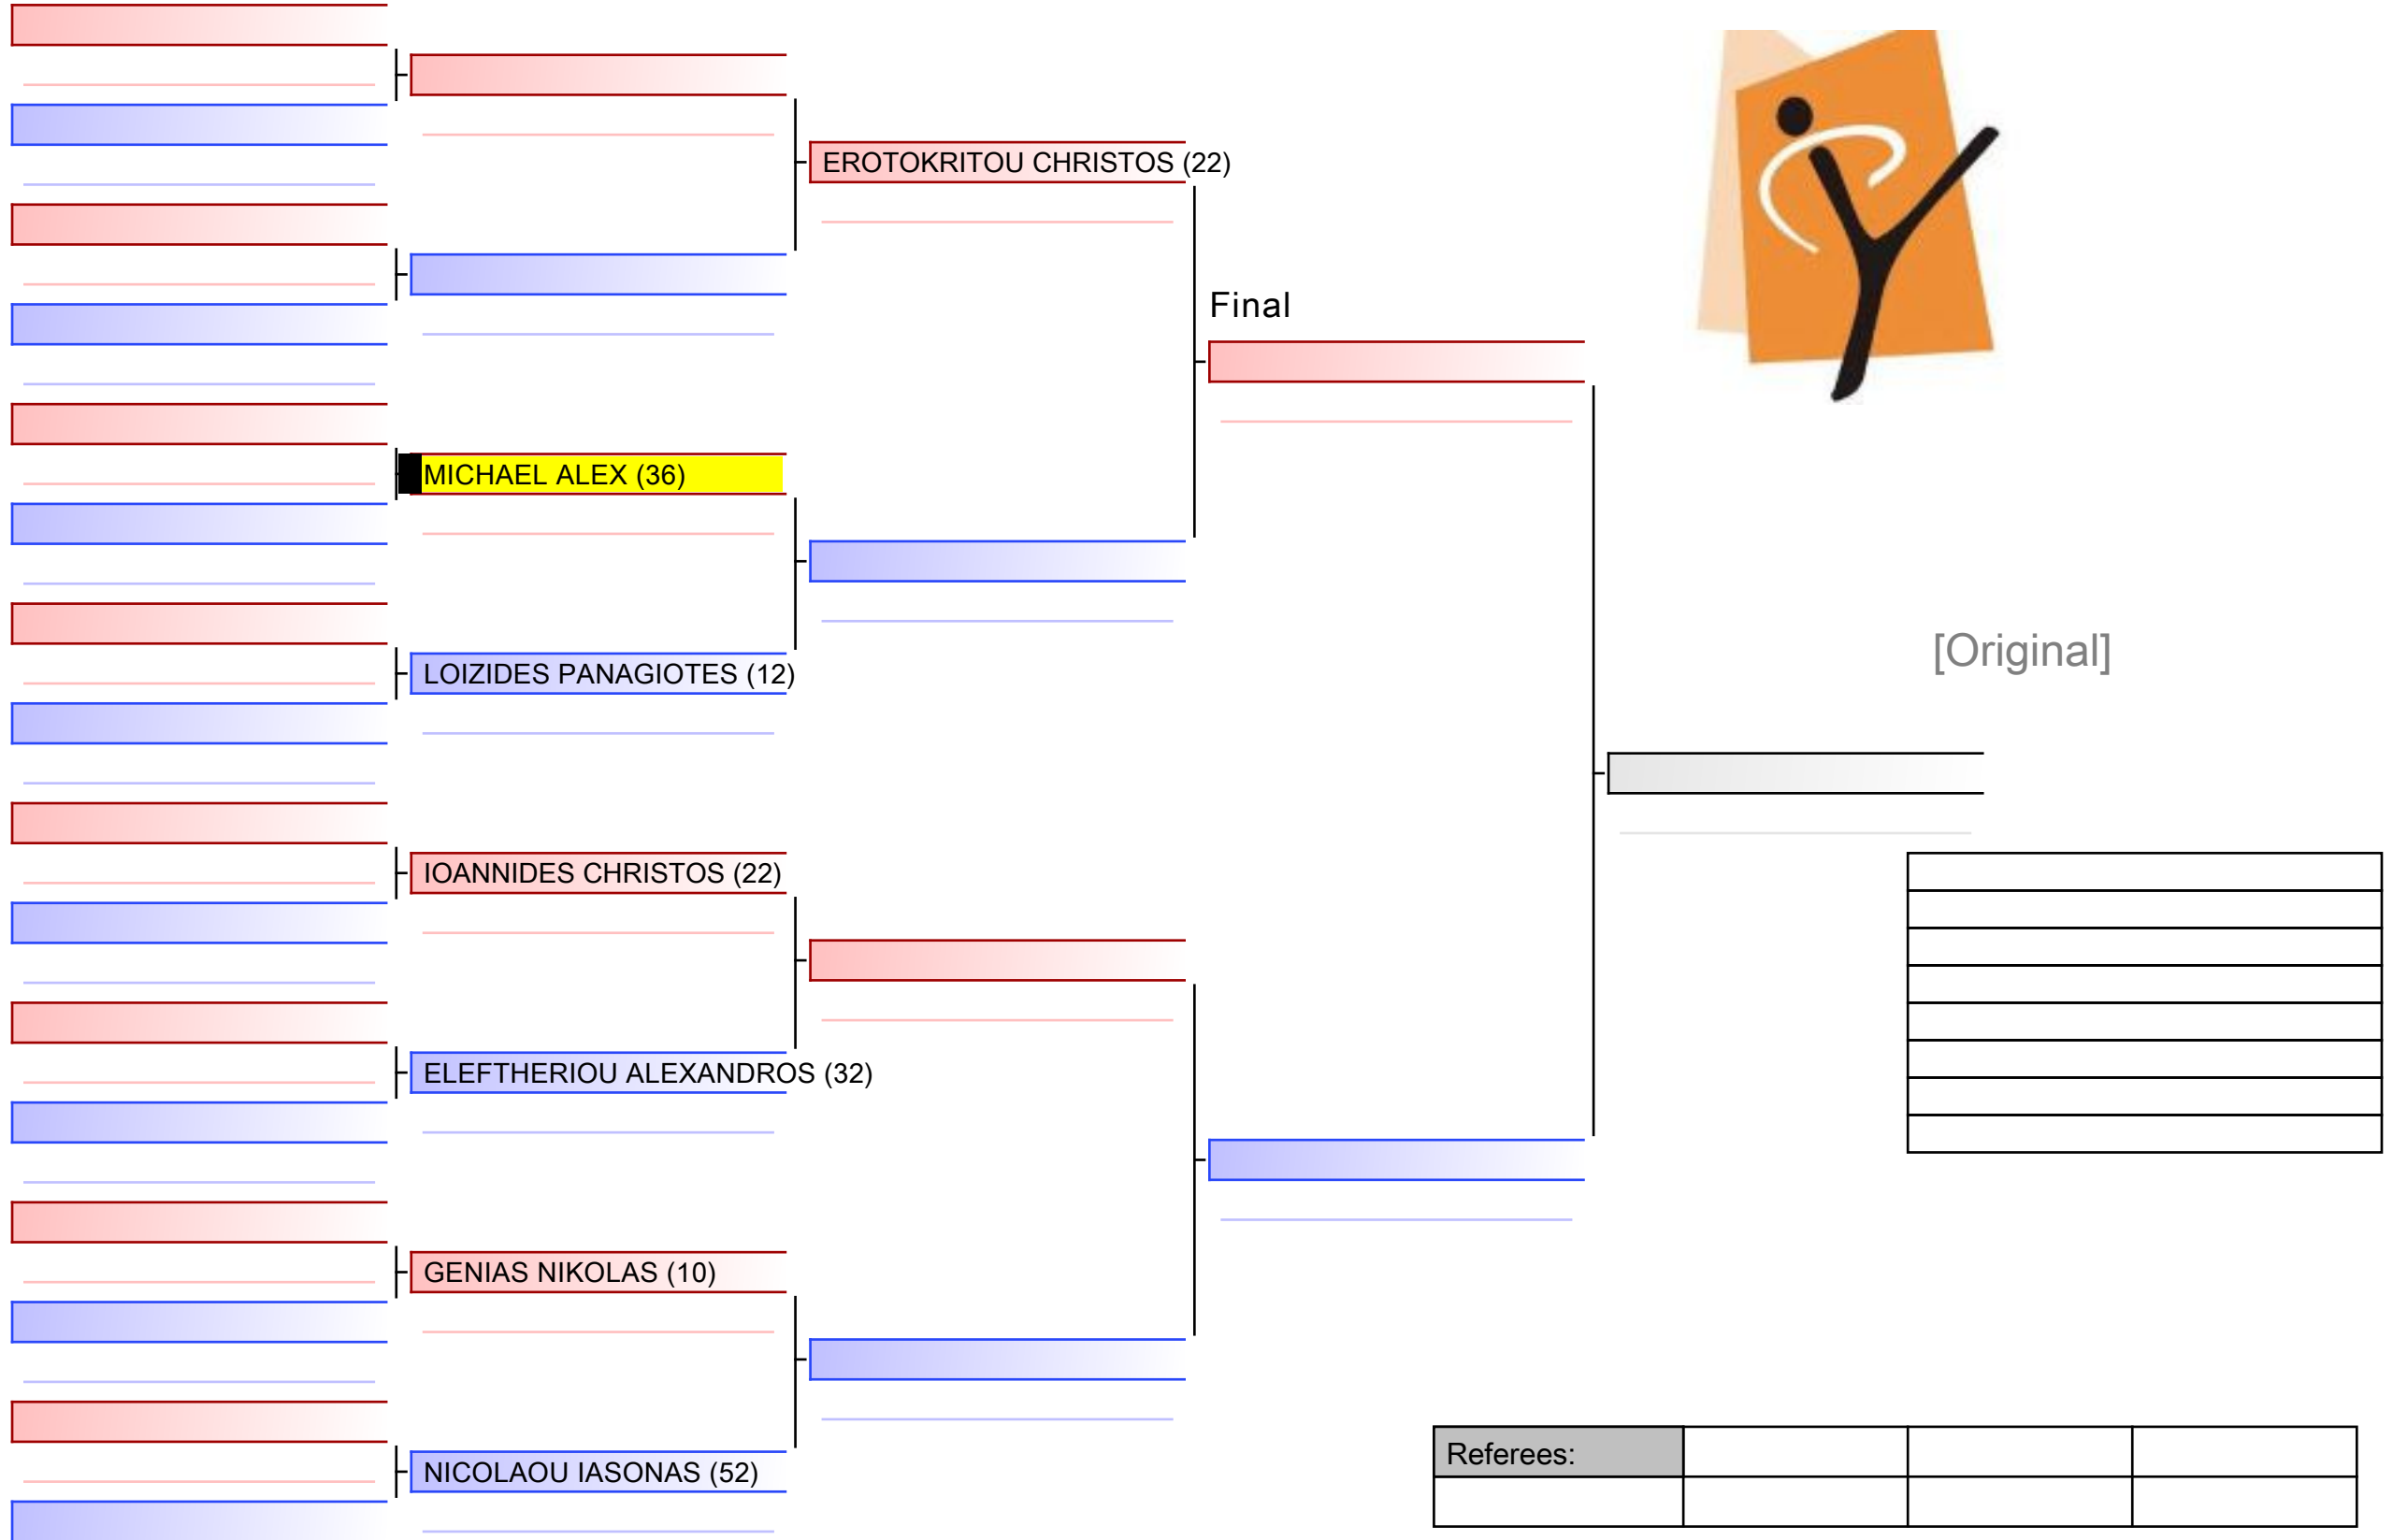 EROTOKRITOU CHRISTOS (22)
Final
MICHAEL ALEX (36)
[Original]
LOIZIDES PANAGIOTES (12)
IOANNIDES CHRISTOS (22)
ELEFTHERIOU ALEXANDROS (32)
GENIAS NIKOLAS (10)
Referees:
NICOLAOU IASONAS (52)